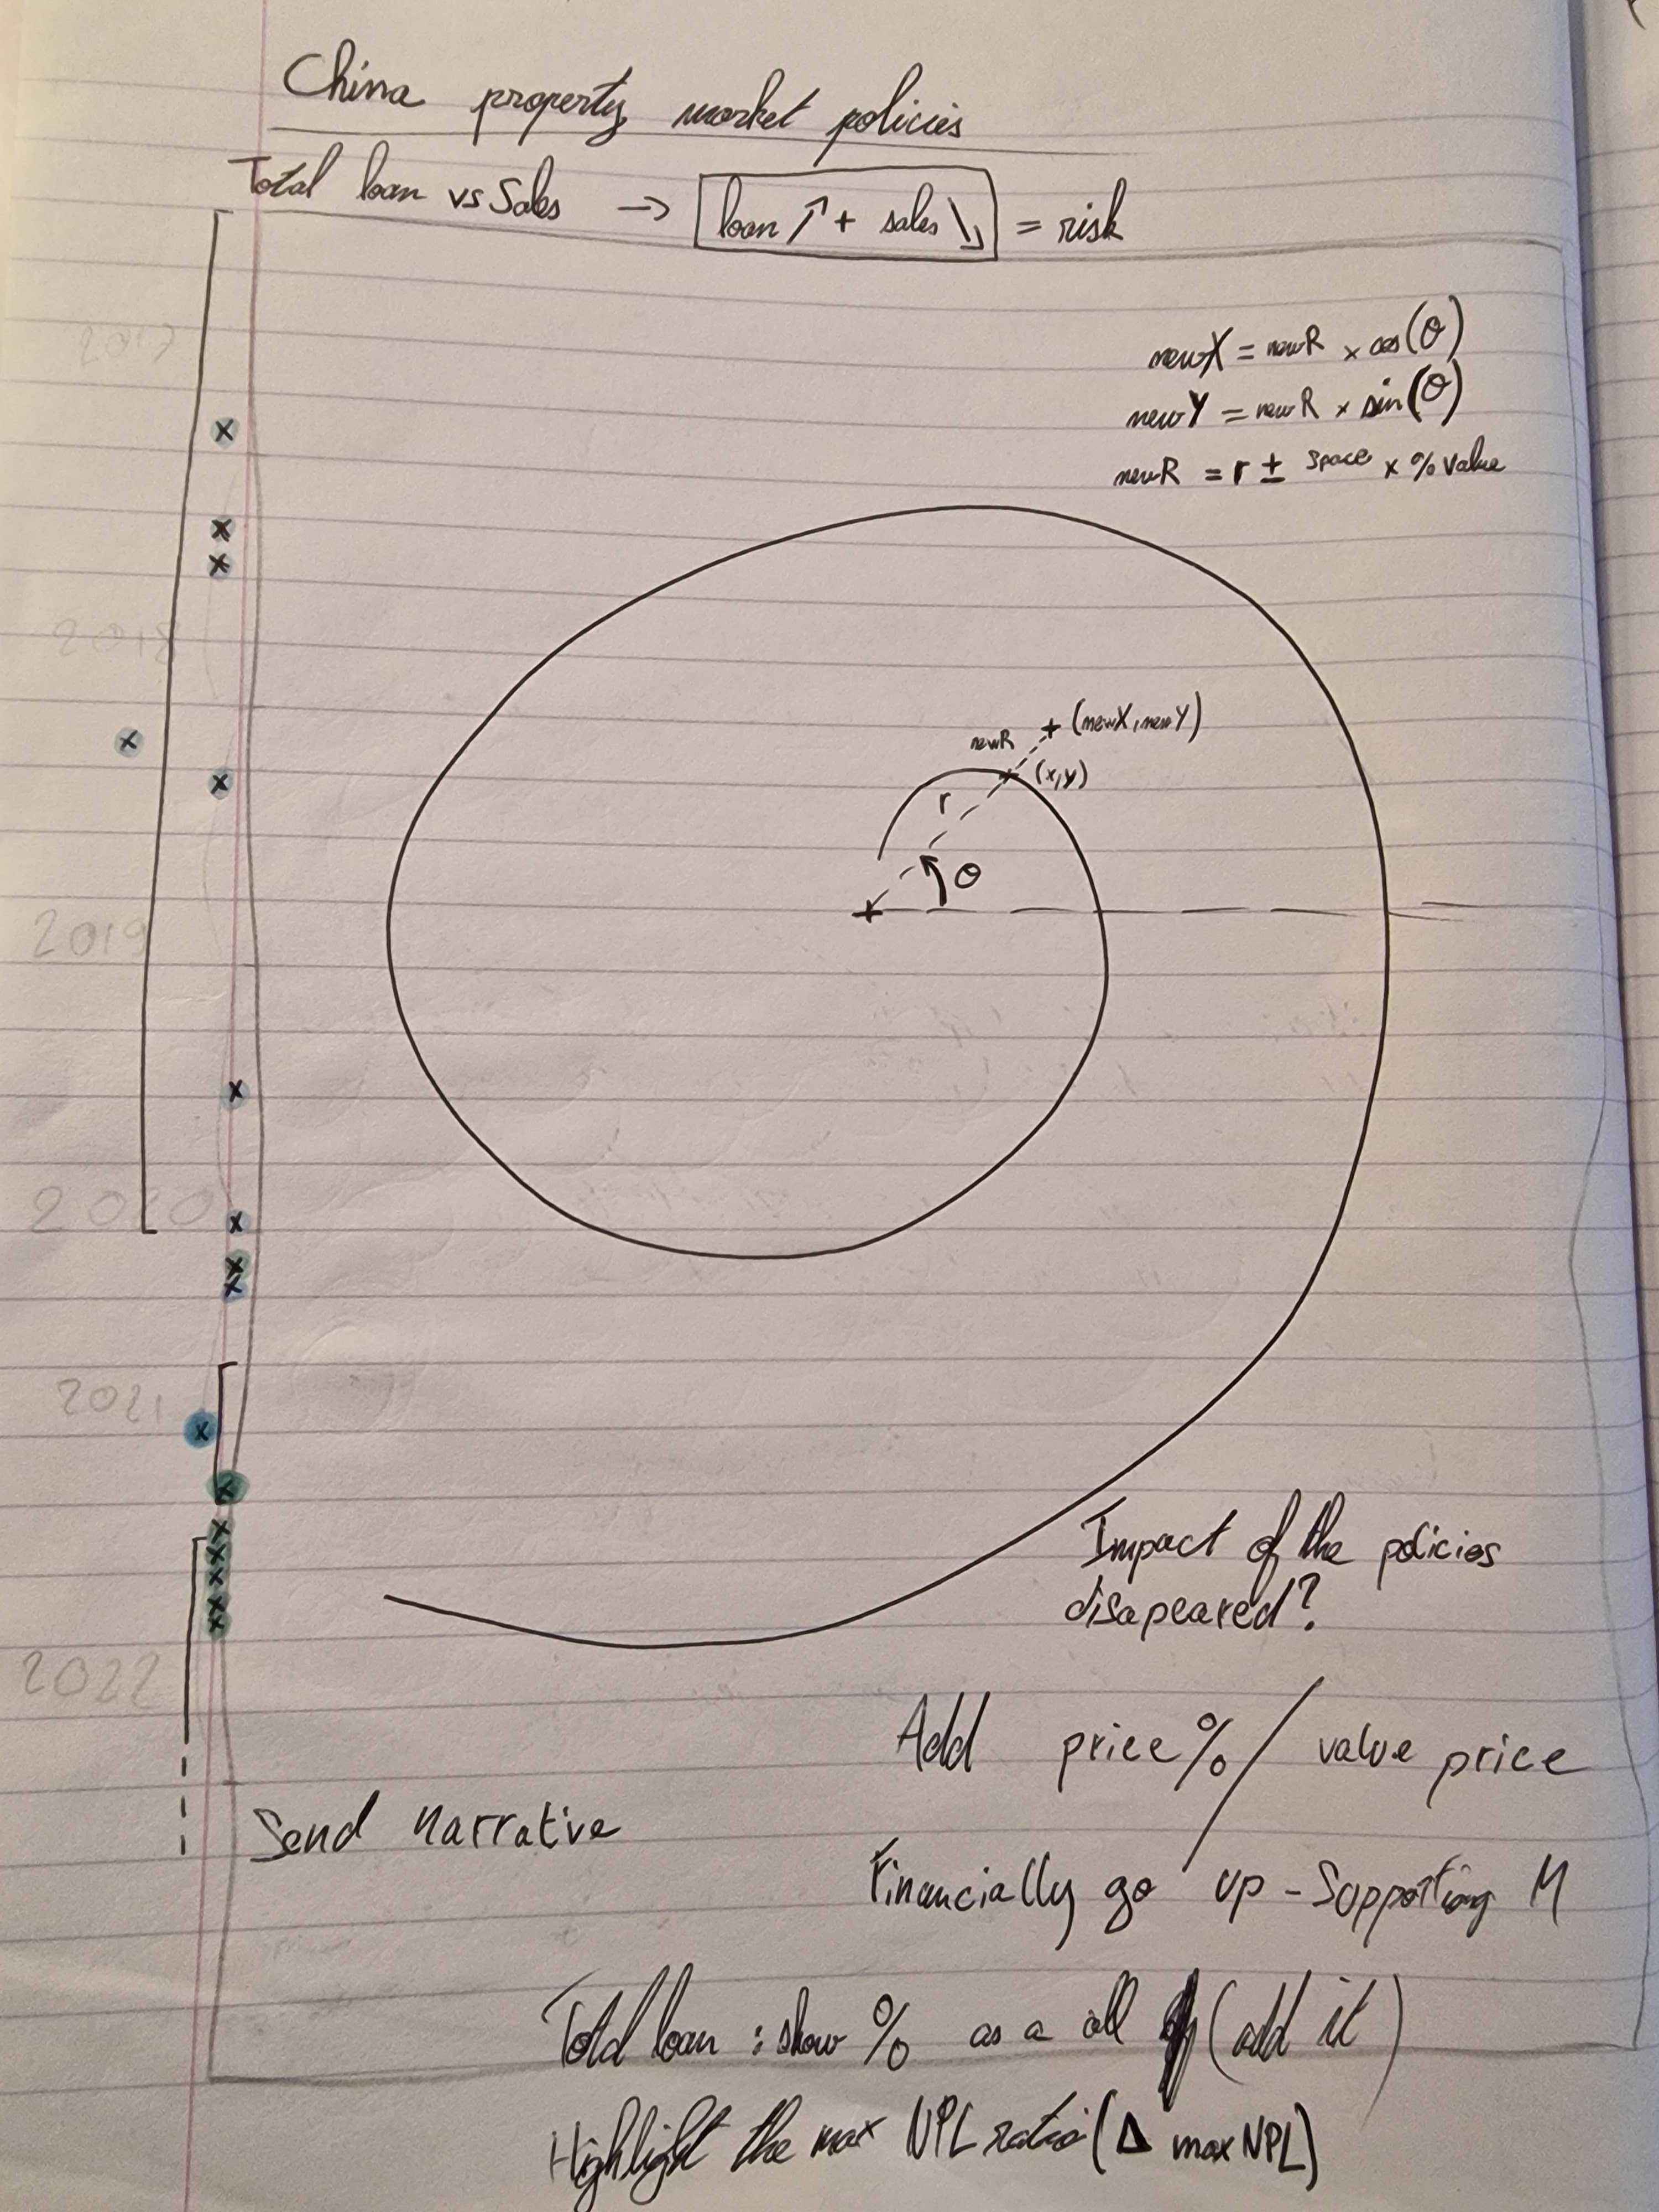 China property market policies
Total loan vs Sales → loan ↗ + sales ↘ = risk
2017
newX = newR × cos(θ)
newY = newR × sin(θ)
newR = r ± space × % value
x
x
x
2018
newR + (newX, newY)
x (x,y)
x
x
r
θ
2019
x
2020
x
x
x
2021
x
x
Impact of the policies
disapeared?
x
x
x
x
x
2022
Add price% / value price
Send narrative
Financially go up - Supporting M
Total loan : show % as a all (add it)
Highlight the max NPL ratio (Δ max NPL)